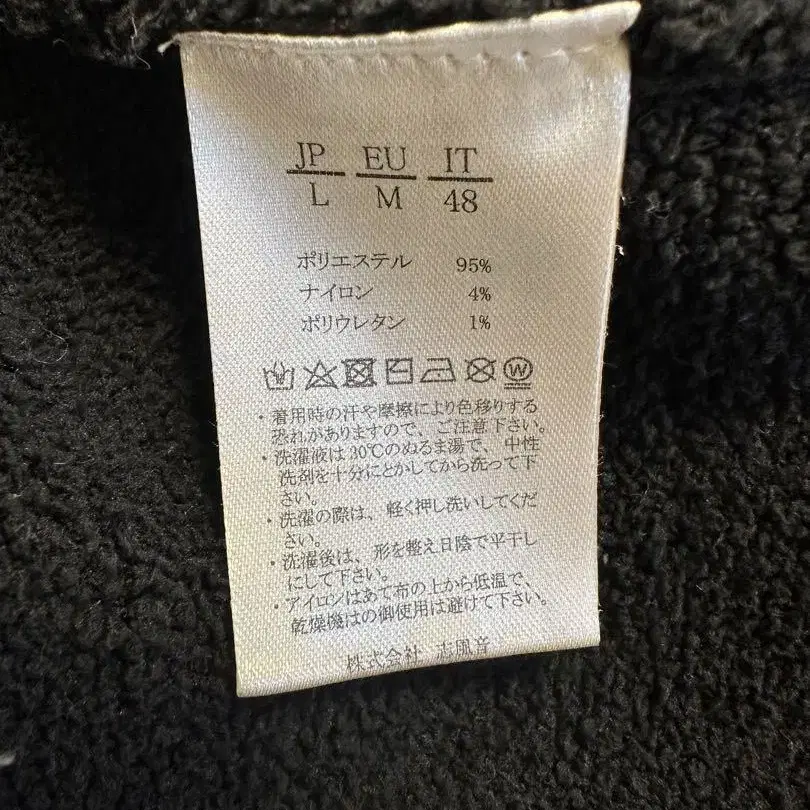 JP EU IT
L M 48
ポリエステル 95%
ナイロン 4%
ポリウレタン 1%
W
・着用時の汗や摩擦により色移りする
恐れがありますので、ご注意下さい。
・洗濯液は30℃のぬるま湯で、中性
洗剤を十分にとかしてから洗って下
さい。
・洗濯の際は、軽く押し洗いしてくだ
さい。
・洗濯後は、形を整え日陰で平干し
にして下さい。
・アイロンはあて布の上から低温で、
乾燥機はの御使用は避けて下さい。
株式会社 志風音